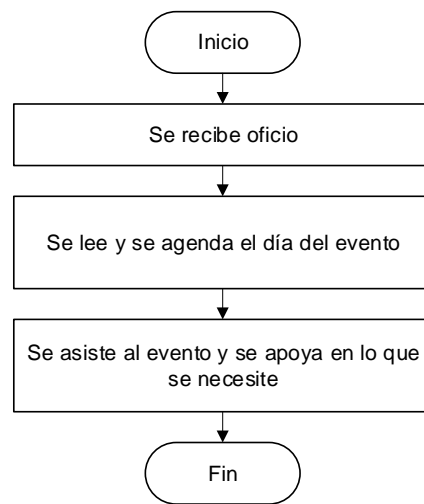 Inicio
Se recibe oficio
Se lee y se agenda el día del evento
Se asiste al evento y se apoya en lo que
se necesite
Fin